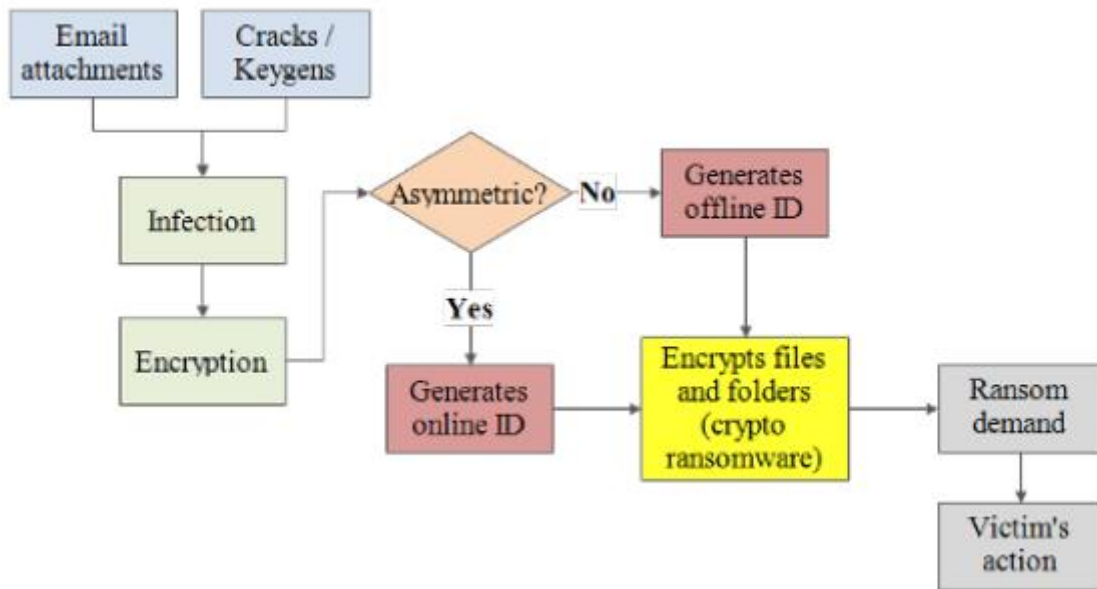 Email
attachments
Cracks /
Keygens
Infection
Encryption
Asymmetric?
No
Generates
offline ID
Yes
Generates
online ID
Encrypts files
and folders
(crypto
ransomware)
Ransom
demand
Victim's
action